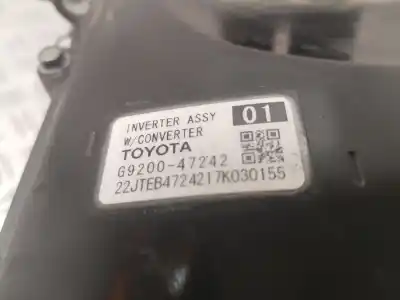 INVERTER ASSY 01
W/CONVERTER
TOYOTA
G9200-47242
22JTEB4724217K030155